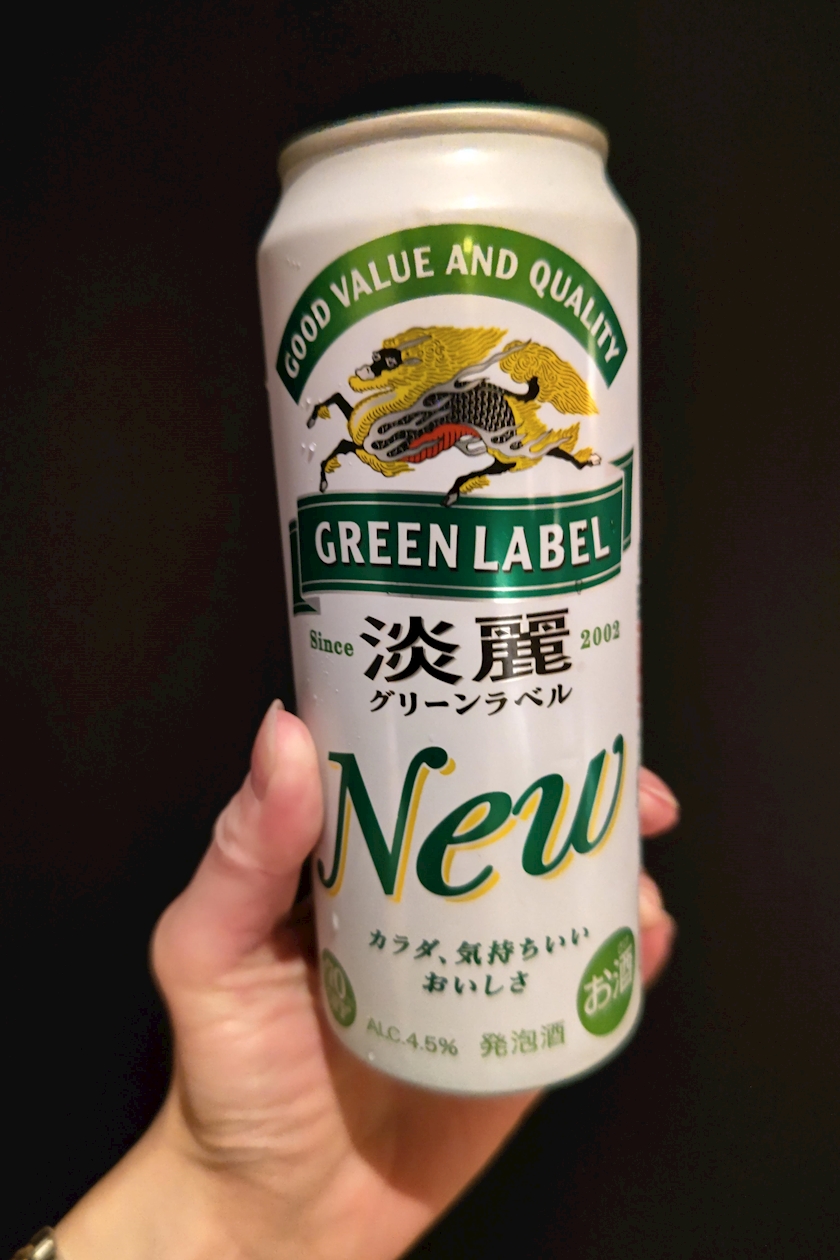 GOOD VALUE AND QUALITY
GREEN LABEL
Since 淡麗 2002
グリーンラベル
New
カラダ、気持ちいい
おいしさ
お酒
ALC.4.5% 発泡酒